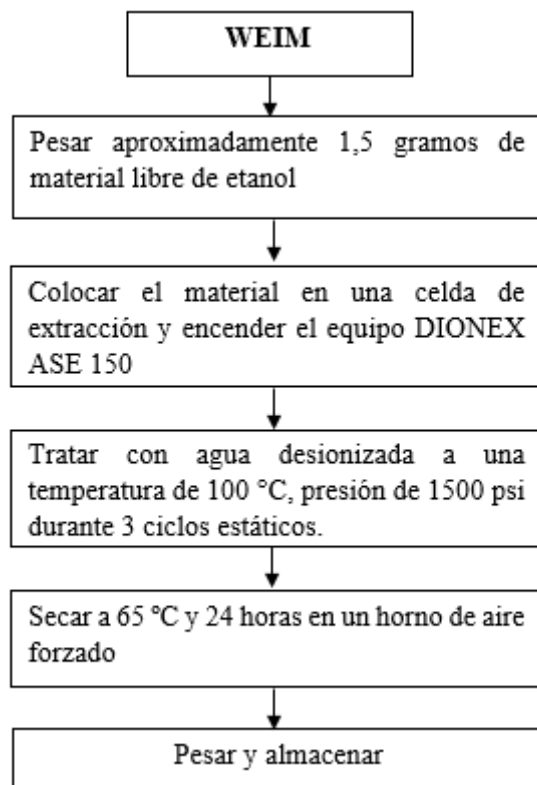 WEIM
Pesar aproximadamente 1,5 gramos de
material libre de etanol
Colocar el material en una celda de
extracción y encender el equipo DIONEX
ASE 150
Tratar con agua desionizada a una
temperatura de 100 °C, presión de 1500 psi
durante 3 ciclos estáticos.
Secar a 65 °C y 24 horas en un horno de aire
forzado
Pesar y almacenar